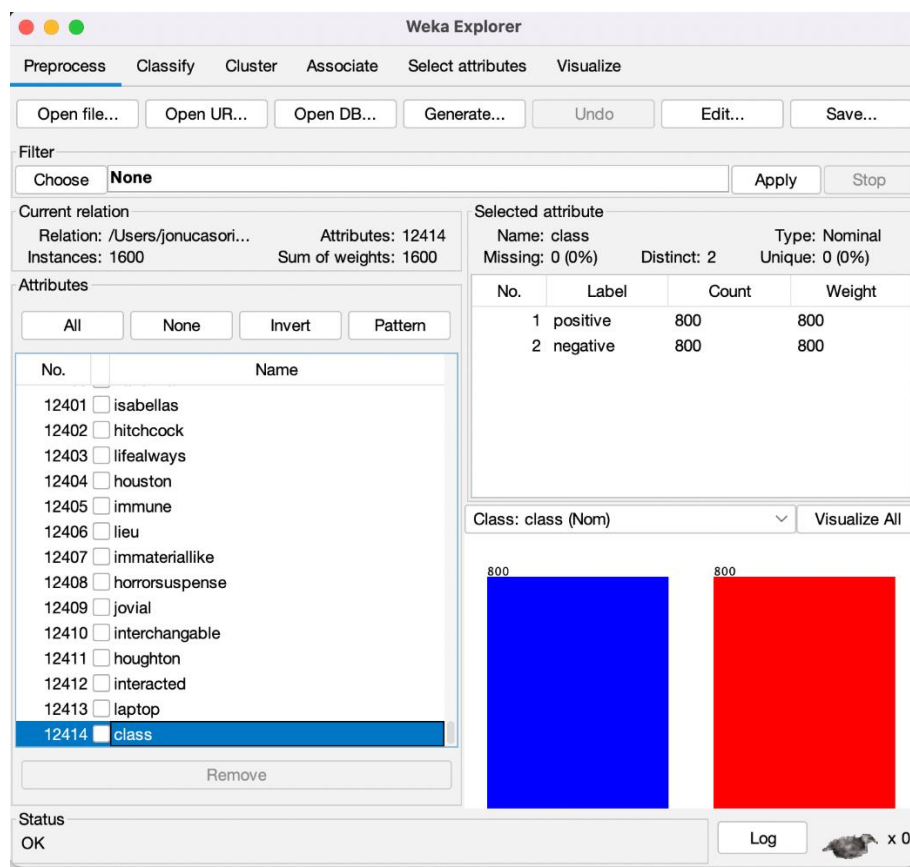 Weka Explorer
Preprocess Classify Cluster Associate Select attributes Visualize
Open file... Open UR... Open DB... Generate... Undo Edit... Save...
Filter
Choose None Apply Stop
Current relation
Relation: /Users/jonucasori... Attributes: 12414
Instances: 1600 Sum of weights: 1600
Attributes
All None Invert Pattern
No. Name
12401 isabellas
12402 hitchcock
12403 lifealways
12404 houston
12405 immune
12406 lieu
12407 immateriallike
12408 horrorsuspense
12409 jovial
12410 interchangable
12411 houghton
12412 interacted
12413 laptop
12414 class
Remove
Selected attribute
Name: class Type: Nominal
Missing: 0 (0%) Distinct: 2 Unique: 0 (0%)
No. Label Count Weight
1 positive 800 800
2 negative 800 800
Class: class (Nom) Visualize All
800 800
Status
OK
Log x 0